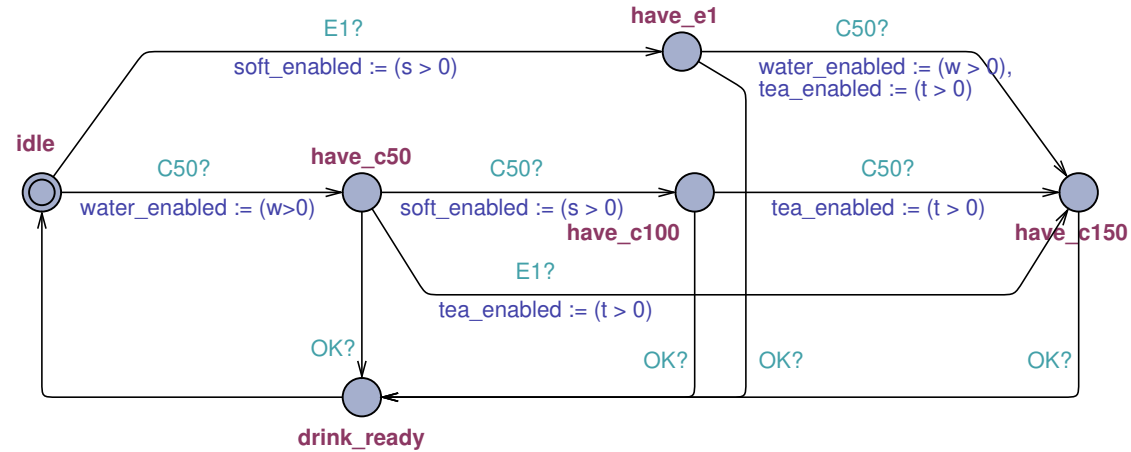 have_e1
E1?
C50?
soft_enabled := (s > 0)
water_enabled := (w > 0),
tea_enabled := (t > 0)
idle
have_c50
C50?
C50?
C50?
water_enabled := (w>0)
soft_enabled := (s > 0)
tea_enabled := (t > 0)
have_c100
have_c150
E1?
tea_enabled := (t > 0)
OK?
OK?
OK?
OK?
drink_ready